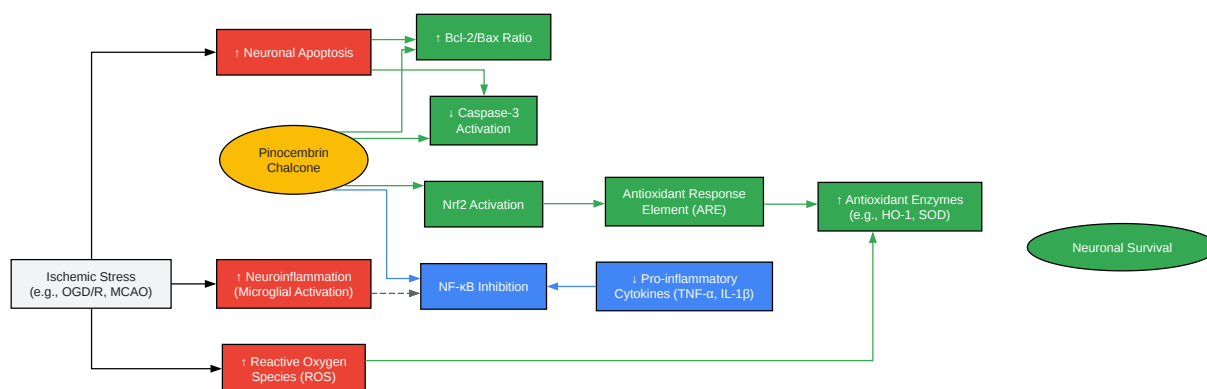 ↑ Neuronal Apoptosis
↑ Bcl-2/Bax Ratio
↓ Caspase-3
Activation
Pinocembrin
Chalcone
Nrf2 Activation
Antioxidant Response
Element (ARE)
↑ Antioxidant Enzymes
(e.g., HO-1, SOD)
Neuronal Survival
Ischemic Stress
(e.g., OGD/R, MCAO)
↑ Neuroinflammation
(Microglial Activation)
NF-κB Inhibition
↓ Pro-inflammatory
Cytokines (TNF-α, IL-1β)
↑ Reactive Oxygen
Species (ROS)